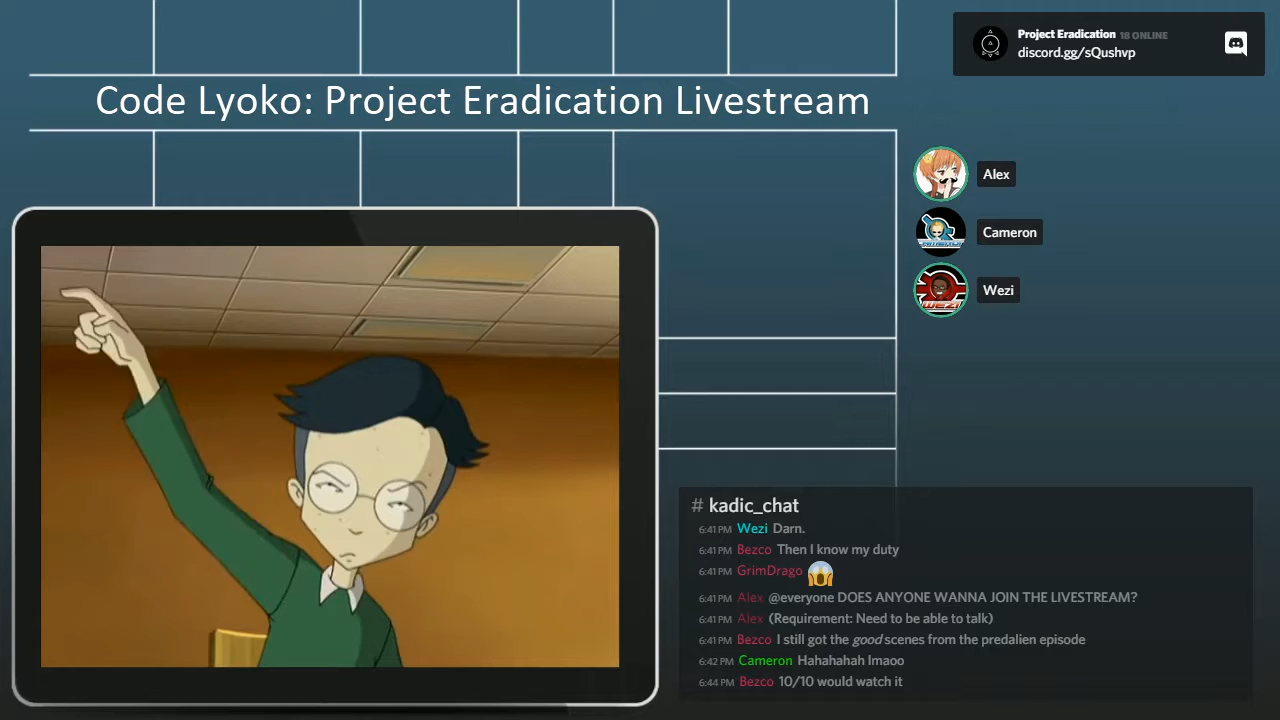 Project Eradication 18 ONLINE
discord.gg/sQushvp
Code Lyoko: Project Eradication Livestream
Alex
Cameron
Wezi
WEZI
# kadic_chat
6:41 PM Wezi Darn.
6:41 PM Bezco Then I know my duty
6:41 PM GrimDrago
6:41 PM Alex @everyone DOES ANYONE WANNA JOIN THE LIVESTREAM?
6:41 PM Alex (Requirement: Need to be able to talk)
6:41 PM Bezco I still got the good scenes from the predalien episode
6:42 PM Cameron Hahahahah lmaoo
6:44 PM Bezco 10/10 would watch it